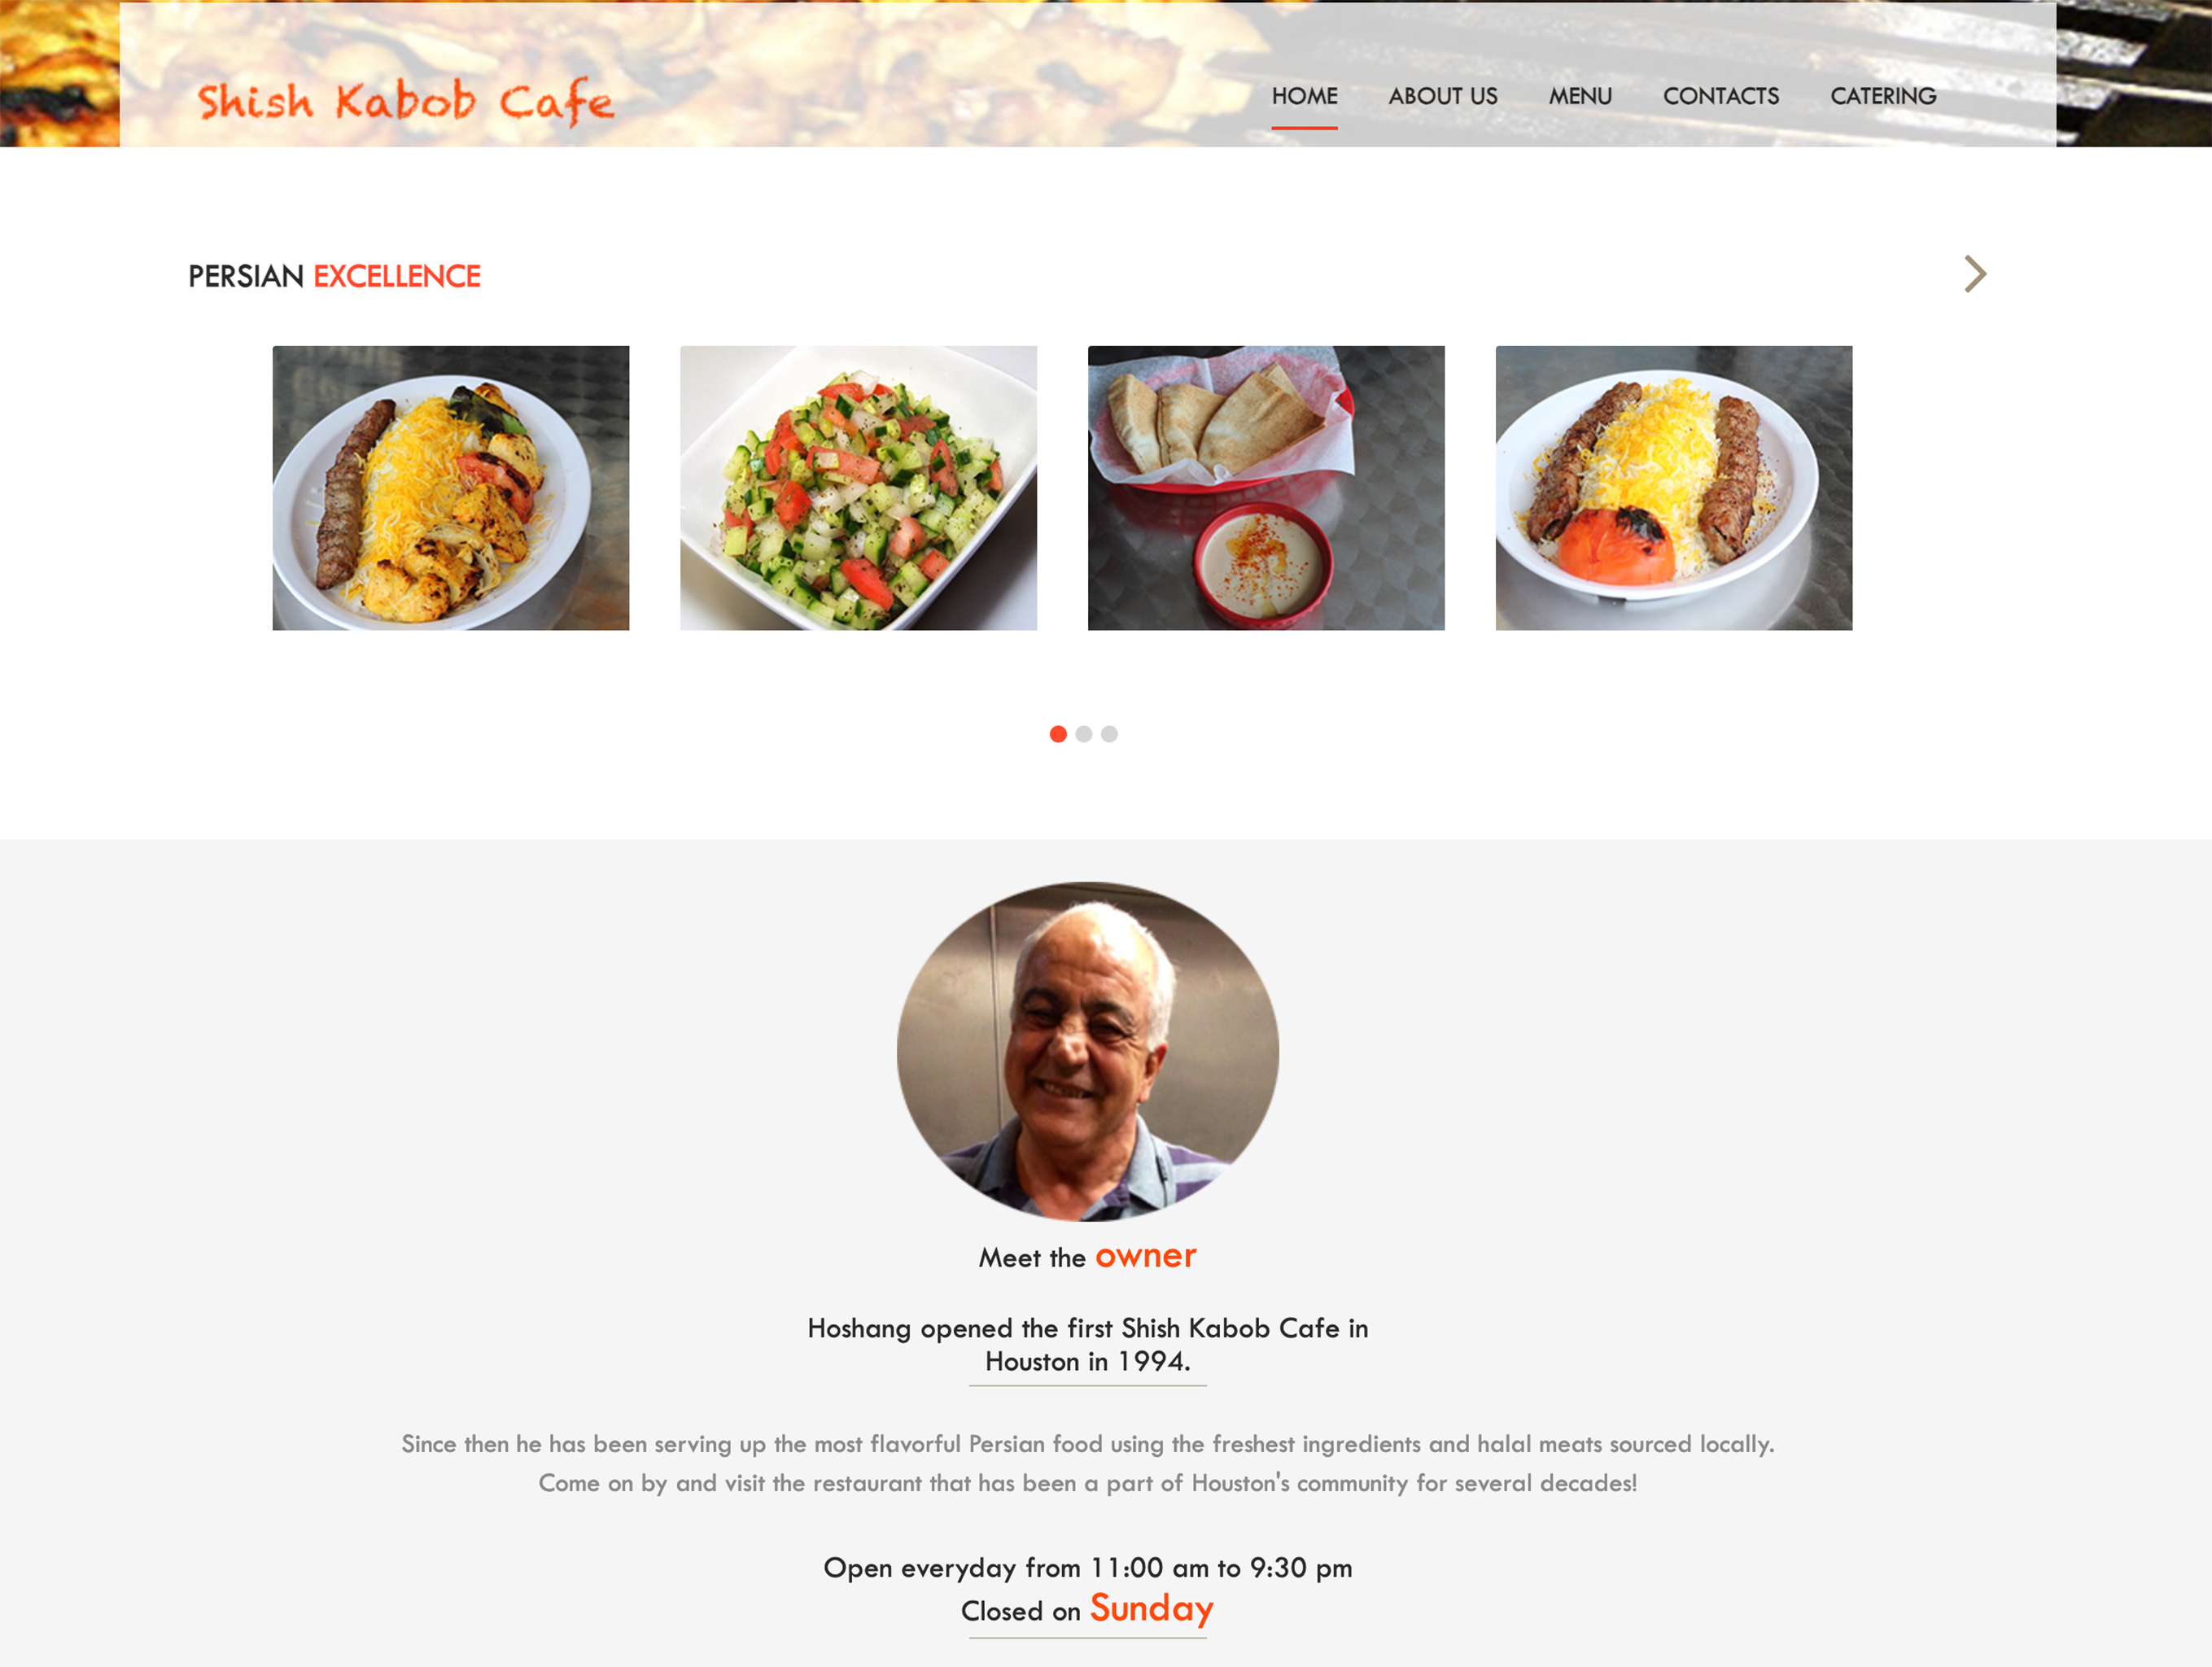 Shish Kabob Cafe
HOME ABOUT US MENU CONTACTS CATERING
PERSIAN EXCELLENCE
Meet the owner
Hoshang opened the first Shish Kabob Cafe in
Houston in 1994.
Since then he has been serving up the most flavorful Persian food using the freshest ingredients and halal meats sourced locally.
Come on by and visit the restaurant that has been a part of Houston's community for several decades!
Open everyday from 11:00 am to 9:30 pm
Closed on Sunday